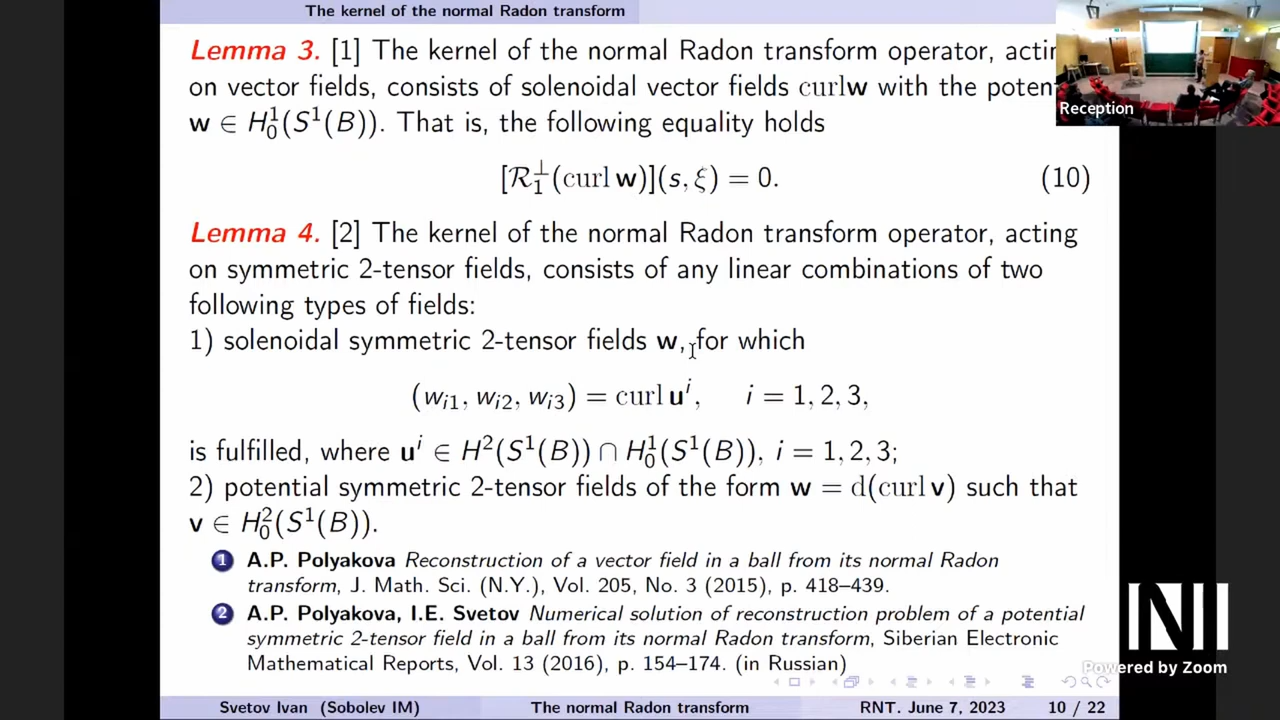 The kernel of the normal Radon transform
Lemma 3. [1] The kernel of the normal Radon transform operator, actin
on vector fields, consists of solenoidal vector fields curlw with the poten
w ∈ H₀¹(S¹(B)). That is, the following equality holds
[R₁^⊥(curl w)](s, ξ) = 0. (10)
Lemma 4. [2] The kernel of the normal Radon transform operator, acting
on symmetric 2-tensor fields, consists of any linear combinations of two
following types of fields:
1) solenoidal symmetric 2-tensor fields w, for which
(w_{i1}, w_{i2}, w_{i3}) = curl uⁱ, i = 1, 2, 3,
is fulfilled, where uⁱ ∈ H²(S¹(B)) ∩ H₀¹(S¹(B)), i = 1, 2, 3;
2) potential symmetric 2-tensor fields of the form w = d(curl v) such that
v ∈ H₀²(S¹(B)).
1 A.P. Polyakova Reconstruction of a vector field in a ball from its normal Radon
transform, J. Math. Sci. (N.Y.), Vol. 205, No. 3 (2015), p. 418–439.
2 A.P. Polyakova, I.E. Svetov Numerical solution of reconstruction problem of a potential
symmetric 2-tensor field in a ball from its normal Radon transform, Siberian Electronic
Mathematical Reports, Vol. 13 (2016), p. 154–174. (in Russian)
Svetov Ivan (Sobolev IM) The normal Radon transform RNT. June 7, 2023 10 / 22
Reception
Powered by Zoom